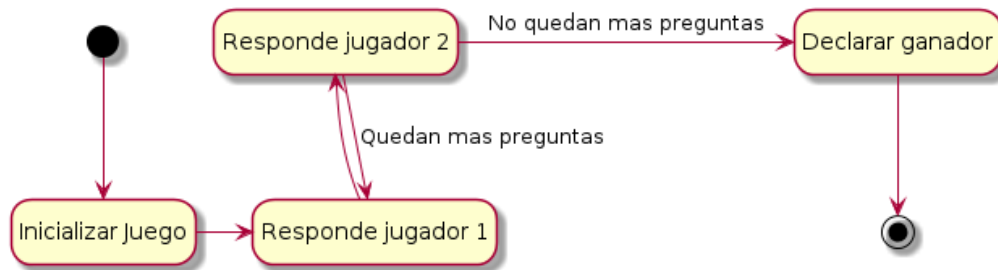 Responde jugador 2
No quedan mas preguntas
Declarar ganador
Quedan mas preguntas
Inicializar Juego
Responde jugador 1